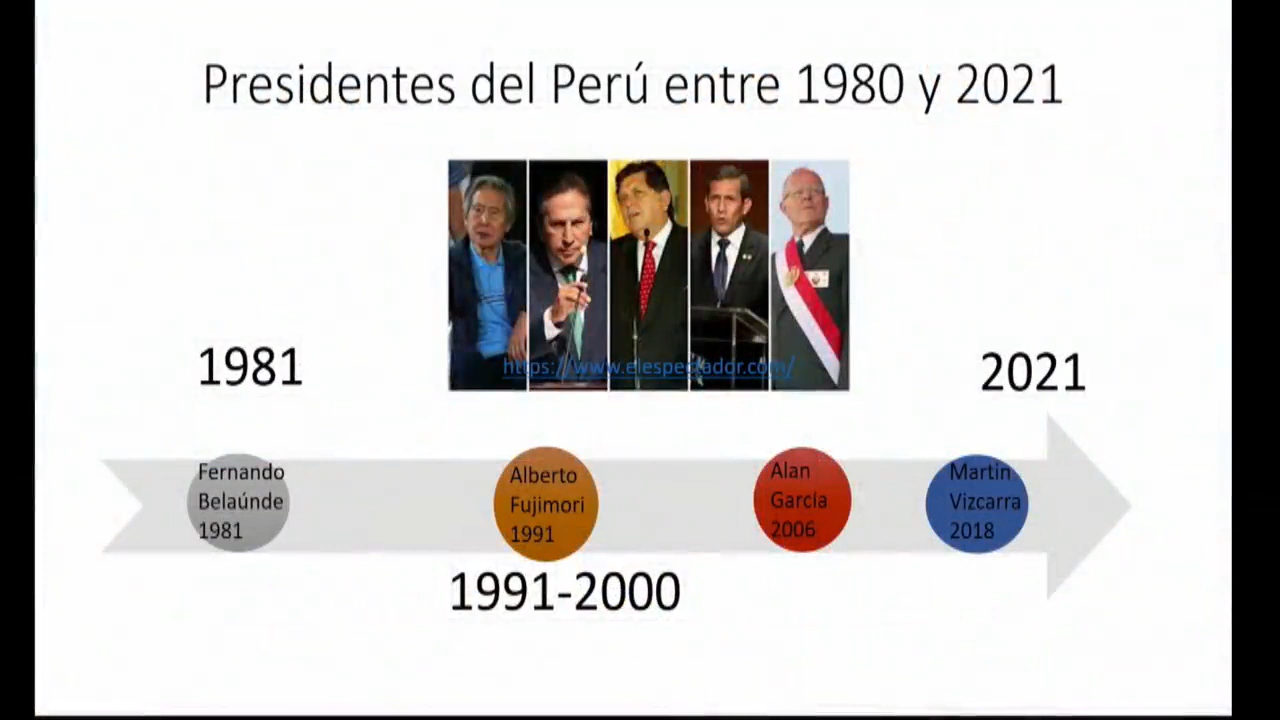 Presidentes del Perú entre 1980 y 2021
https://www.elespectador.com/
1981
2021
Fernando
Belaúnde
1981
Alberto
Fujimori
1991
Alan
García
2006
Martin
Vizcarra
2018
1991-2000